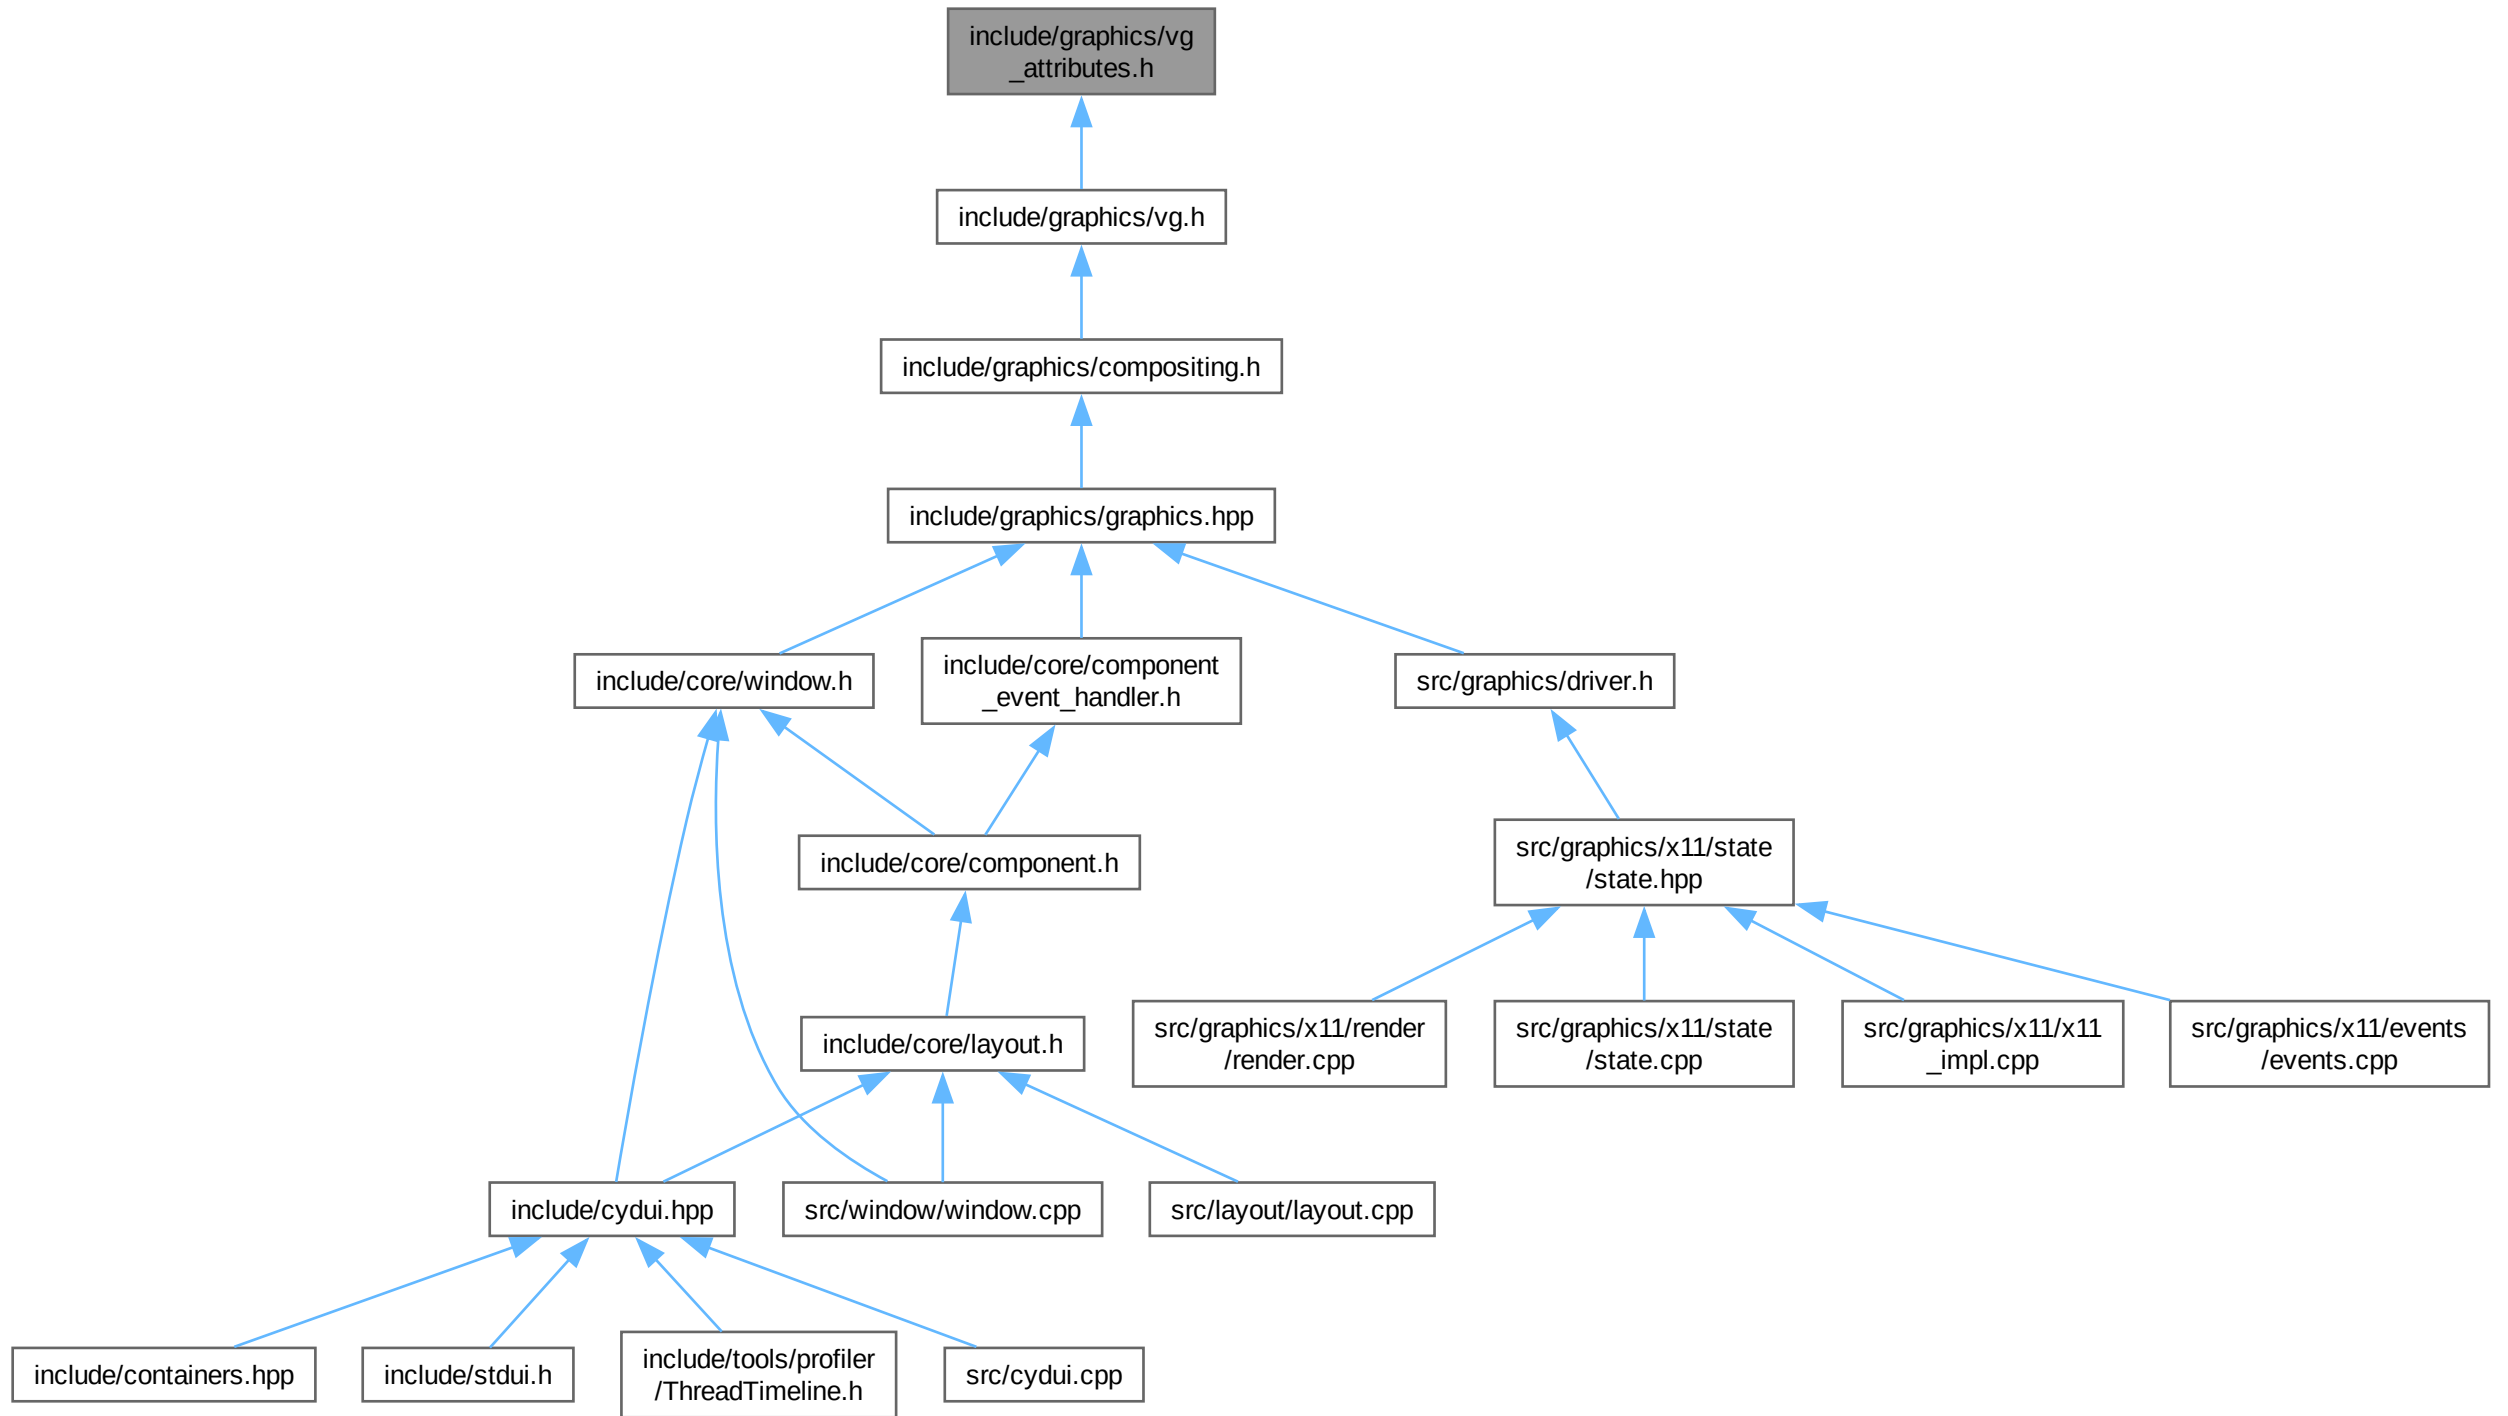 include/graphics/vg
_attributes.h
include/graphics/vg.h
include/graphics/compositing.h
include/graphics/graphics.hpp
include/core/window.h
include/core/component
_event_handler.h
src/graphics/driver.h
include/core/component.h
src/graphics/x11/state
/state.hpp
include/core/layout.h
src/graphics/x11/render
/render.cpp
src/graphics/x11/state
/state.cpp
src/graphics/x11/x11
_impl.cpp
src/graphics/x11/events
/events.cpp
include/cydui.hpp
src/window/window.cpp
src/layout/layout.cpp
include/containers.hpp
include/stdui.h
include/tools/profiler
/ThreadTimeline.h
src/cydui.cpp